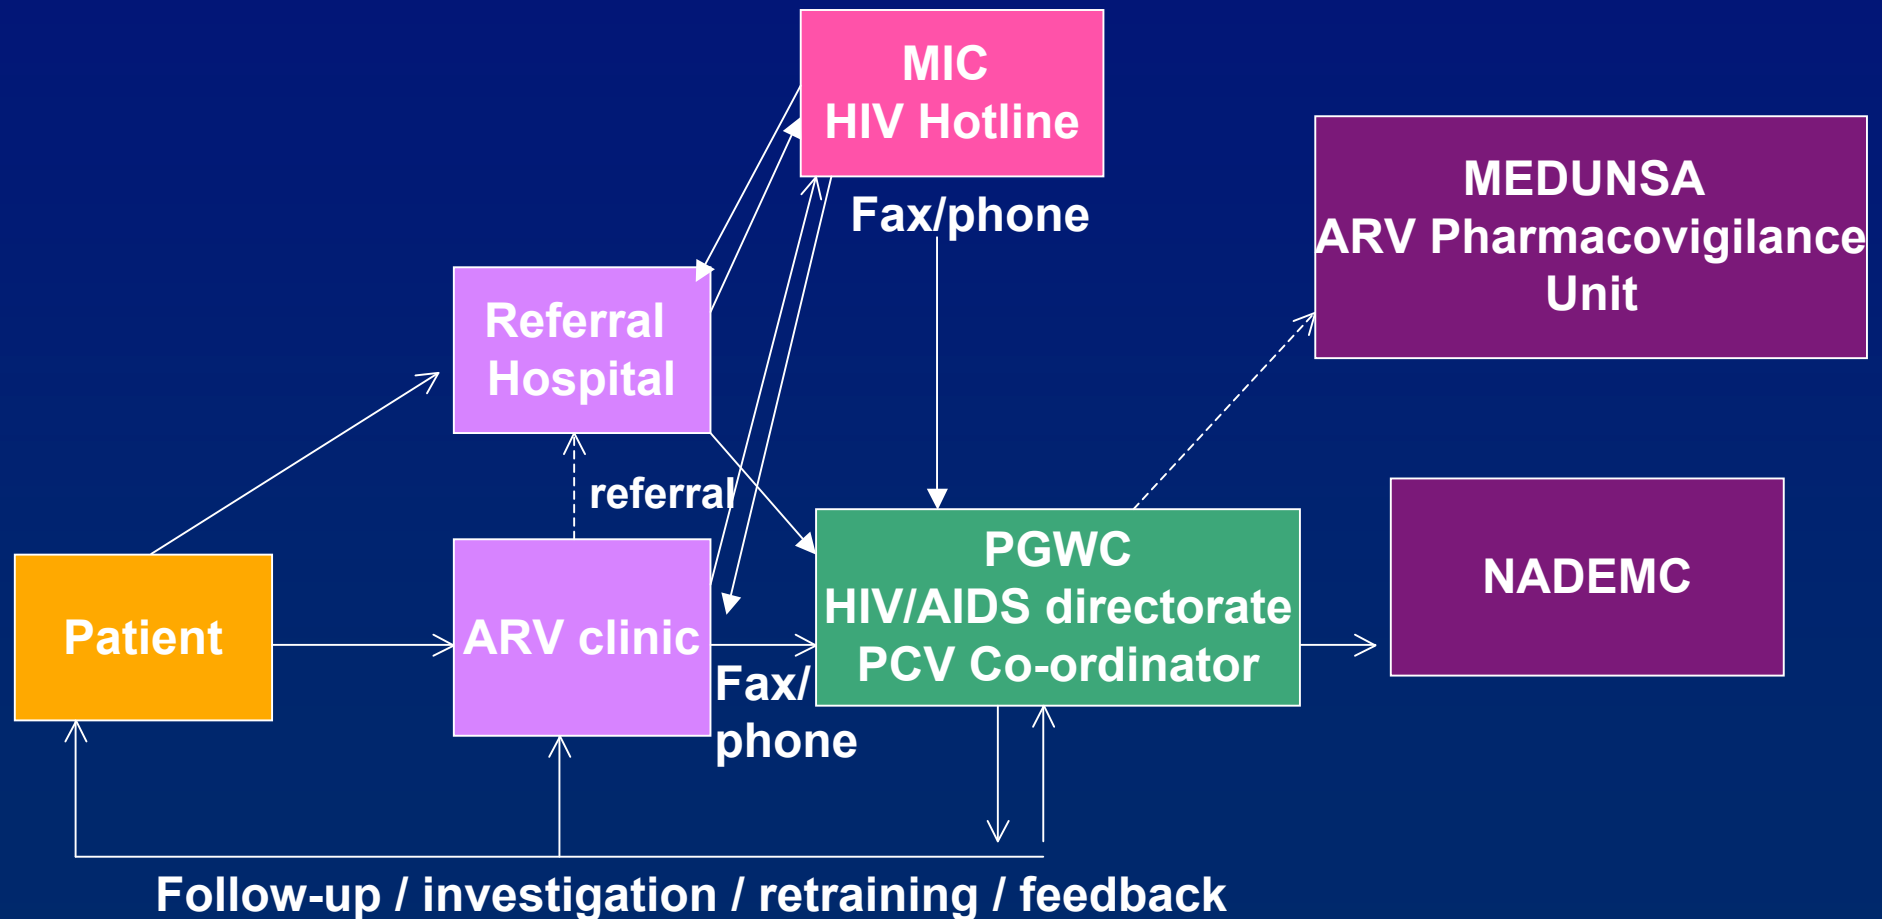 MIC
HIV Hotline
Fax/phone
MEDUNSA
ARV Pharmacovigilance
Unit
Referral
Hospital
referral
Patient
ARV clinic
Fax/
phone
PGWC
HIV/AIDS directorate
PCV Co-ordinator
NADEMC
Follow-up / investigation / retraining / feedback